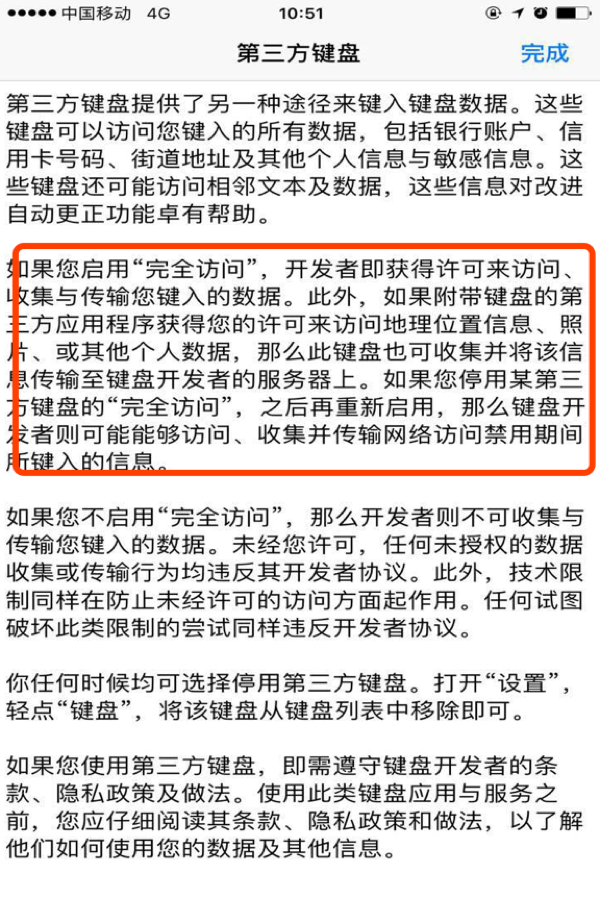 中国移动 4G 10:51
第三方键盘 完成
第三方键盘提供了另一种途径来键入键盘数据。这些
键盘可以访问您键入的所有数据，包括银行账户、信
用卡号码、街道地址及其他个人信息与敏感信息。这
些键盘还可能访问相邻文本及数据，这些信息对改进
自动更正功能卓有帮助。
如果您启用“完全访问”，开发者即获得许可来访问、
收集与传输您键入的数据。此外，如果附带键盘的第
三方应用程序获得您的许可来访问地理位置信息、照
片、或其他个人数据，那么此键盘也可收集并将该信
息传输至键盘开发者的服务器上。如果您停用某第三
方键盘的“完全访问”，之后再重新启用，那么键盘开
发者则可能能够访问、收集并传输网络访问禁用期间
所键入的信息。
如果您不启用“完全访问”，那么开发者则不可收集与
传输您键入的数据。未经您许可，任何未授权的数据
收集或传输行为均违反其开发者协议。此外，技术限
制同样在防止未经许可的访问方面起作用。任何试图
破坏此类限制的尝试同样违反开发者协议。
你任何时候均可选择停用第三方键盘。打开“设置”，
轻点“键盘”，将该键盘从键盘列表中移除即可。
如果您使用第三方键盘，即需遵守键盘开发者的条
款、隐私政策及做法。使用此类键盘应用与服务之
前，您应仔细阅读其条款、隐私政策和做法，以了解
他们如何使用您的数据及其他信息。